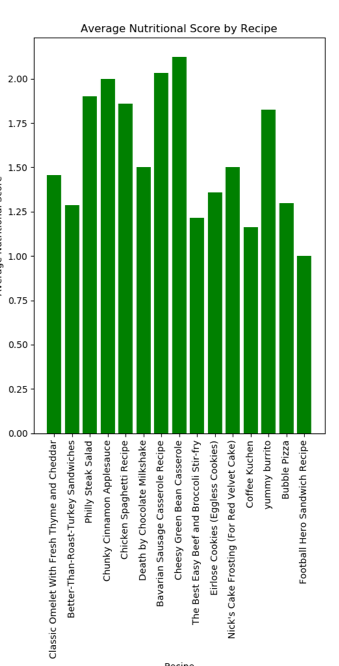 Average Nutritional Score by Recipe
2.00
1.75
1.50
1.25
1.00
0.75
0.50
0.25
0.00
Classic Omelet With Fresh Thyme and Cheddar
Better-Than-Roast-Turkey Sandwiches
Philly Steak Salad
Chunky Cinnamon Applesauce
Chicken Spaghetti Recipe
Death by Chocolate Milkshake
Bavarian Sausage Casserole Recipe
Cheesy Green Bean Casserole
The Best Easy Beef and Broccoli Stir-fry
Eirlose Cookies (Eggless Cookies)
Nick's Cake Frosting (For Red Velvet Cake)
Coffee Kuchen
yummy burrito
Bubble Pizza
Football Hero Sandwich Recipe
Recipe